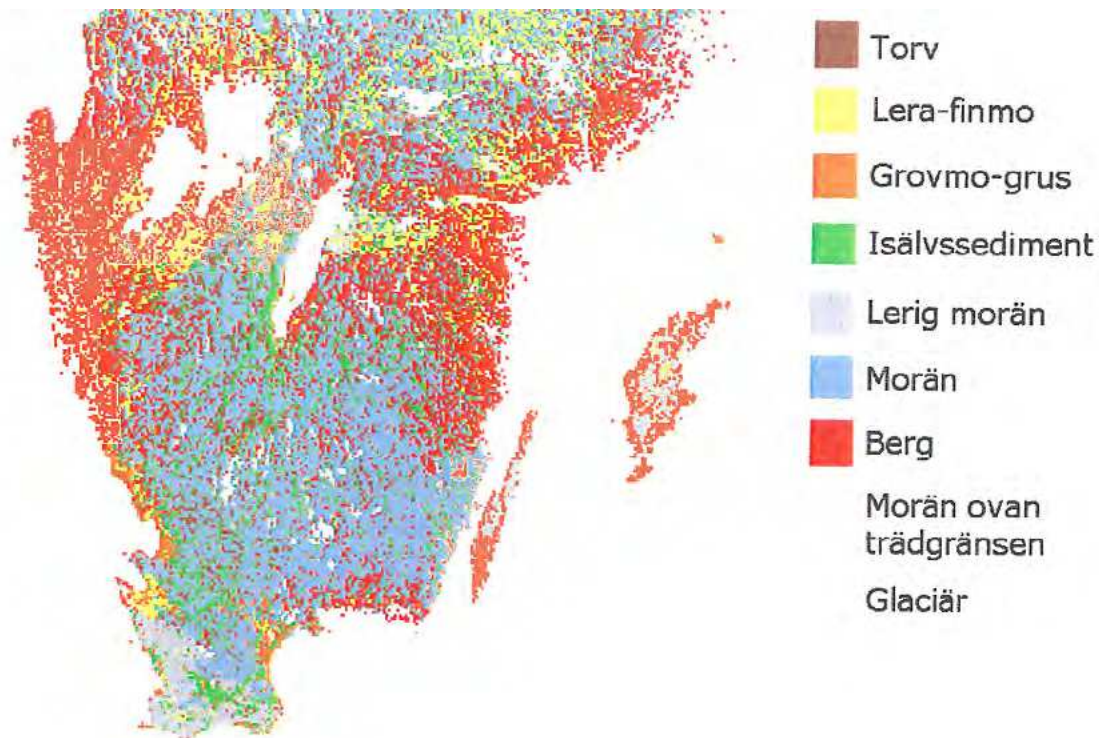 Torv
Lera-finmo
Grovmo-grus
Isälvssediment
Lerig morän
Morän
Berg
Morän ovan
trädgränsen
Glaciär